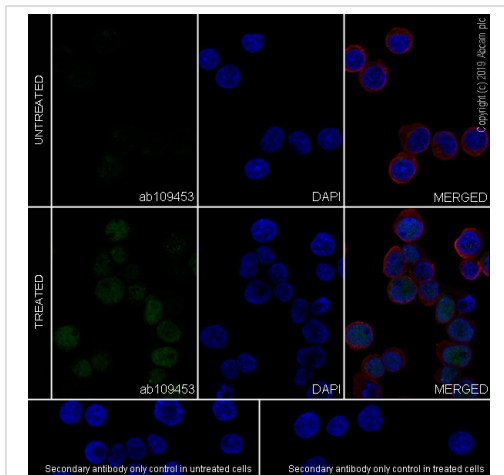 UNTREATED
ab109453
DAPI
MERGED
Copyright (c) 2019 Abcam plc
TREATED
ab109453
DAPI
MERGED
Secondary antibody only control in untreated cells
Secondary antibody only control in treated cells